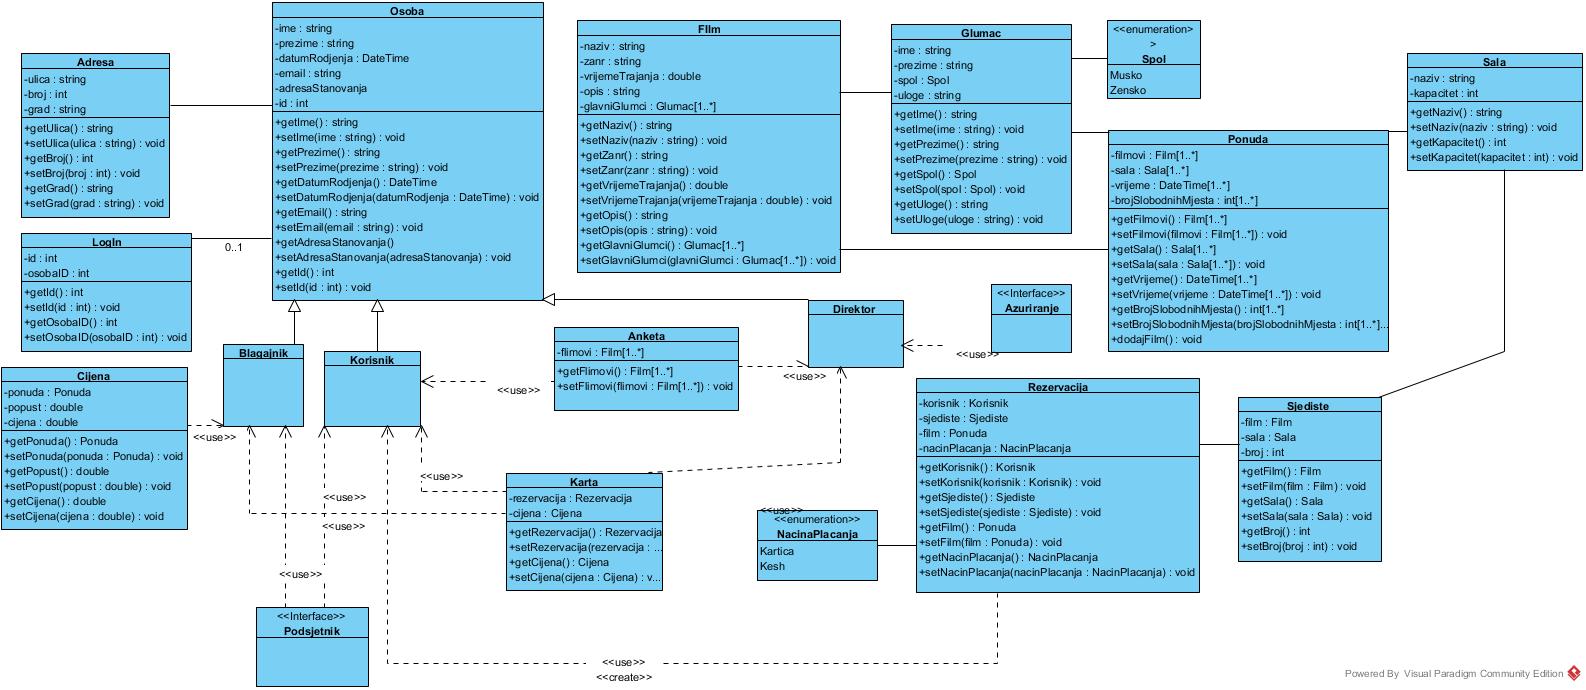 Osoba
-ime : string
-prezime : string
-datumRodjenja : DateTime
-email : string
-adresaStanovanja
-id : int
+getIme() : string
+setIme(ime : string) : void
+getPrezime() : string
+setPrezime(prezime : string) : void
+getDatumRodjenja() : DateTime
+setDatumRodjenja(datumRodjenja : DateTime) : void
+getEmail() : string
+setEmail(email : string) : void
+getAdresaStanovanja()
+setAdresaStanovanja(adresaStanovanja) : void
+getId() : int
+setId(id : int) : void
Adresa
-ulica : string
-broj : int
-grad : string
+getUlica() : string
+setUlica(ulica : string) : void
+getBroj() : int
+setBroj(broj : int) : void
+getGrad() : string
+setGrad(grad : string) : void
LogIn
-id : int
-osobaID : int
+getId() : int
+setId(id : int) : void
+getOsobaID() : int
+setOsobaID(osobaID : int) : void
0..1
FIlm
-naziv : string
-zanr : string
-vrijemeTrajanja : double
-opis : string
-glavniGlumci : Glumac[1..*]
+getNaziv() : string
+setNaziv(naziv : string) : void
+getZanr() : string
+setZanr(zanr : string) : void
+getVrijemeTrajanja() : double
+setVrijemeTrajanja(vrijemeTrajanja : double) : void
+getOpis() : string
+setOpis(opis : string) : void
+getGlavniGlumci() : Glumac[1..*]
+setGlavniGlumci(glavniGlumci : Glumac[1..*]) : void
Glumac
-ime : string
-prezime : string
-spol : Spol
-uloge : string
+getIme() : string
+setIme(ime : string) : void
+getPrezime() : string
+setPrezime(prezime : string) : void
+getSpol() : Spol
+setSpol(spol : Spol) : void
+getUloge() : string
+setUloge(uloge : string) : void
<<enumeration>
>
Spol
Musko
Zensko
Sala
-naziv : string
-kapacitet : int
+getNaziv() : string
+setNaziv(naziv : string) : void
+getKapacitet() : int
+setKapacitet(kapacitet : int) : void
Ponuda
-filmovi : Film[1..*]
-sala : Sala[1..*]
-vrijeme : DateTime[1..*]
-brojSlobodnihMjesta : int[1..*]
+getFilmovi() : Film[1..*]
+setFilmovi(filmovi : Film[1..*]) : void
+getSala() : Sala[1..*]
+setSala(sala : Sala[1..*]) : void
+getVrijeme() : DateTime[1..*]
+setVrijeme(vrijeme : DateTime[1..*]) : void
+getBrojSlobodnihMjesta() : int[1..*]
+setBrojSlobodnihMjesta(brojSlobodnihMjesta : int[1..*]...
+dodajFilm() : void
<<Interface>>
Azuriranje
<<use>>
Direktor
Blagajnik
Korisnik
Anketa
-flimovi : Film[1..*]
+getFlimovi() : Film[1..*]
+setFlimovi(flimovi : Film[1..*]) : void
<<use>>
<<use>>
Cijena
-ponuda : Ponuda
-popust : double
-cijena : double
+getPonuda() : Ponuda
+setPonuda(ponuda : Ponuda) : void
+getPopust() : double
+setPopust(popust : double) : void
+getCijena() : double
+setCijena(cijena : double) : void
<<use>>
Karta
-rezervacija : Rezervacija
-cijena : Cijena
+getRezervacija() : Rezervacija
+setRezervacija(rezervacija : ...
+getCijena() : Cijena
+setCijena(cijena : Cijena) : v...
<<use>>
<<use>>
<<use>>
<<use>>
<<use>>
<<enumeration>>
NacinaPlacanja
Kartica
Kesh
Rezervacija
-korisnik : Korisnik
-sjediste : Sjediste
-film : Ponuda
-nacinPlacanja : NacinPlacanja
+getKorisnik() : Korisnik
+setKorisnik(korisnik : Korisnik) : void
+getSjediste() : Sjediste
+setSjediste(sjediste : Sjediste) : void
+getFilm() : Ponuda
+setFilm(film : Ponuda) : void
+getNacinPlacanja() : NacinPlacanja
+setNacinPlacanja(nacinPlacanja : NacinPlacanja) : void
Sjediste
-film : Film
-sala : Sala
-broj : int
+getFilm() : Film
+setFilm(film : Film) : void
+getSala() : Sala
+setSala(sala : Sala) : void
+getBroj() : int
+setBroj(broj : int) : void
<<Interface>>
Podsjetnik
<<use>>
<<create>>
Powered By Visual Paradigm Community Edition